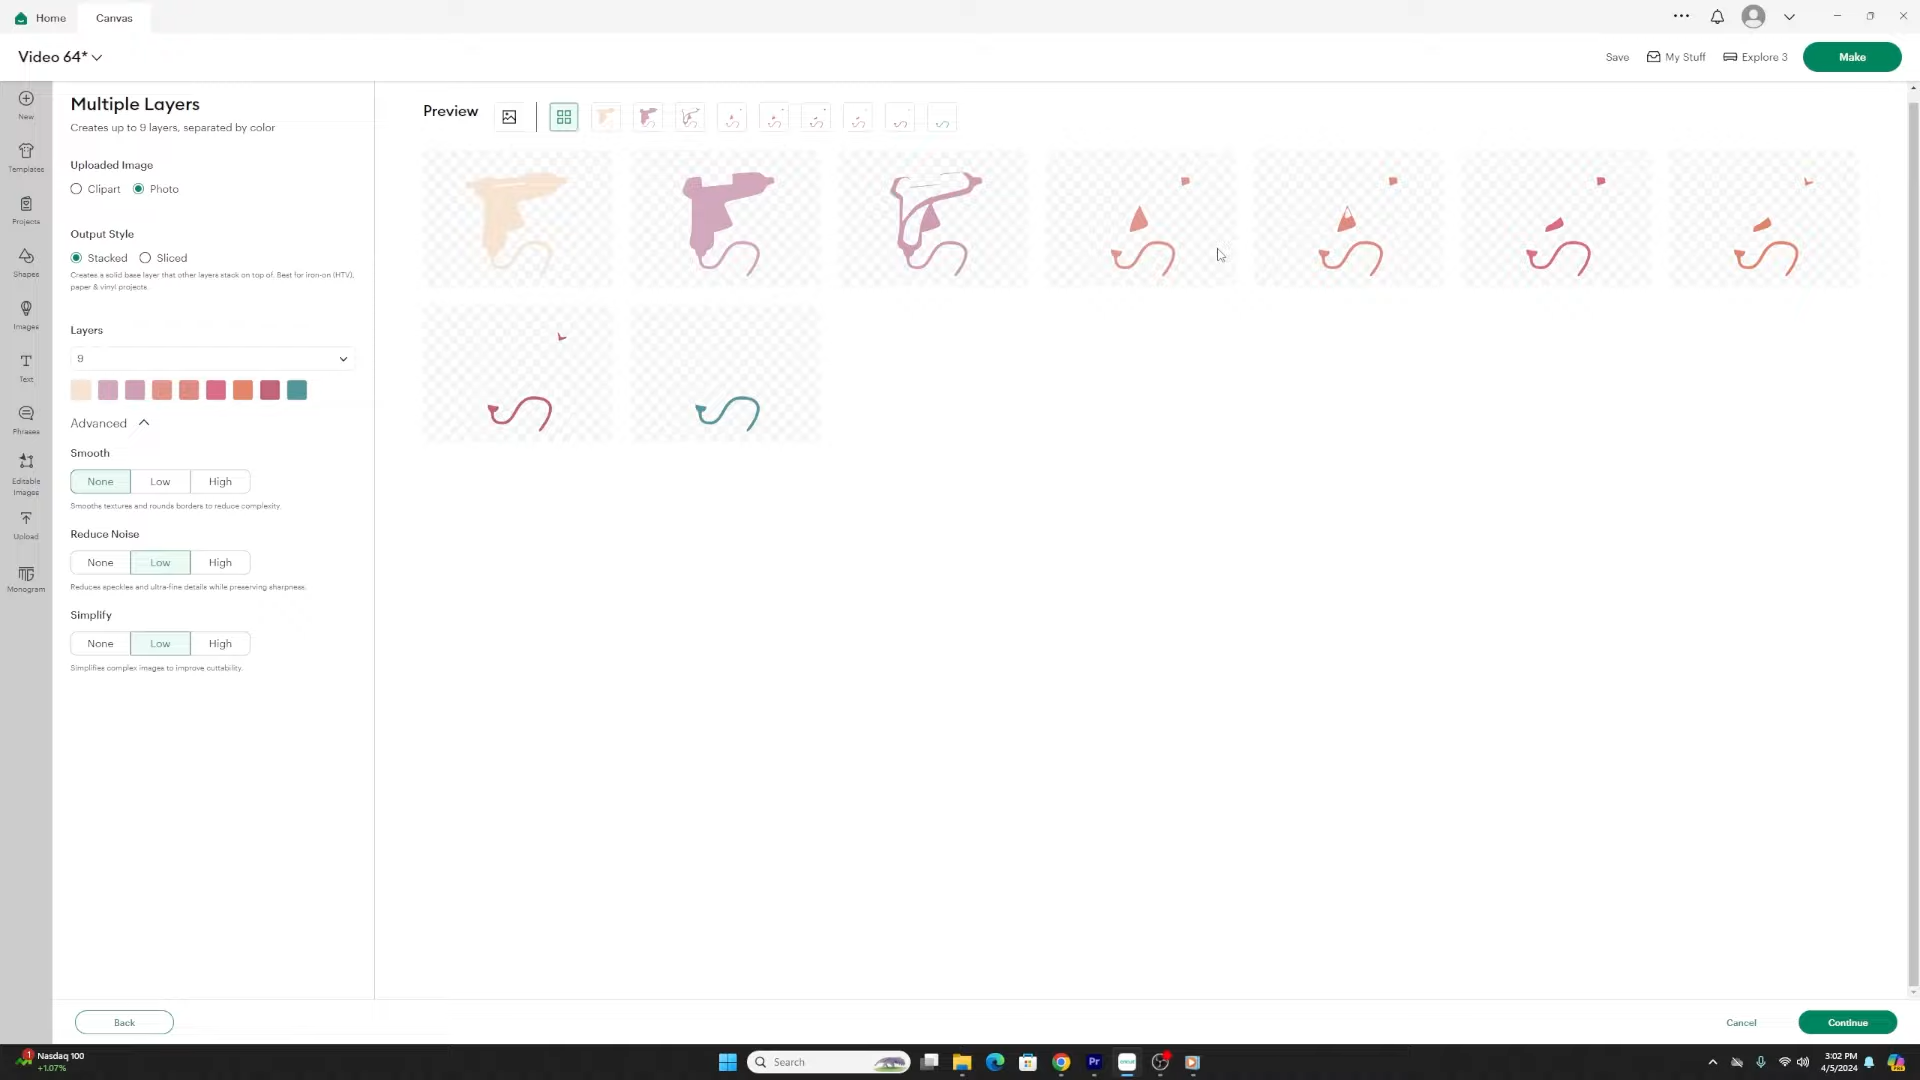 Home
Canvas
Video 64*
Save
My Stuff
Explore 3
Make
New
Templates
Projects
Shapes
Images
Text
Phrases
Editable
Images
Upload
Monogram
Multiple Layers
Creates up to 9 layers, separated by color
Uploaded Image
Clipart
Photo
Output Style
Stacked
Sliced
Creates a solid base layer that other layers stack on top of. Best for iron-on (HTV),
paper & vinyl projects.
Layers
9
Advanced
Smooth
None
Low
High
Smooths textures and rounds borders to reduce complexity.
Reduce Noise
None
Low
High
Reduces speckles and ultra-fine details while preserving sharpness.
Simplify
None
Low
High
Simplifies complex images to improve cuttability.
Preview
Back
Cancel
Continue
1
Nasdaq 100
+1.07%
Search
Pr
cricut
3:02 PM
4/5/2024
PRE